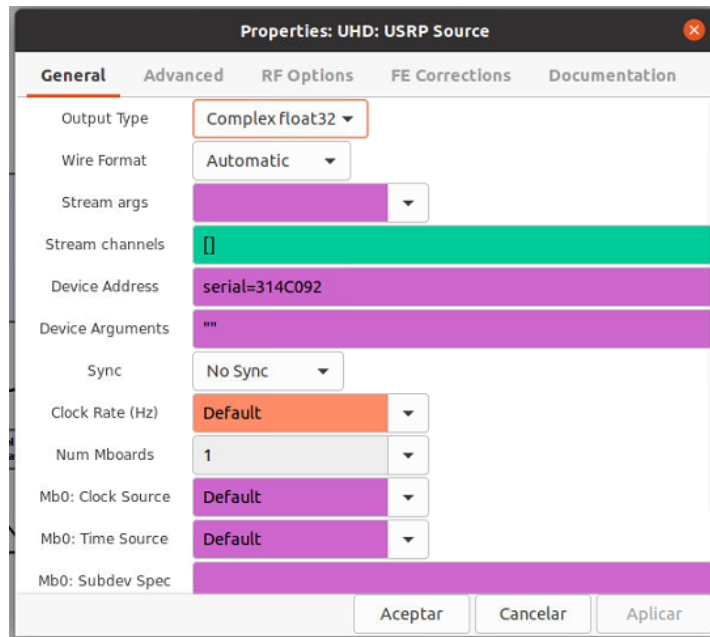 Properties: UHD: USRP Source
General Advanced RF Options FE Corrections Documentation
Output Type Complex float32
Wire Format Automatic
Stream args
Stream channels []
Device Address serial=314C092
Device Arguments ""
Sync No Sync
Clock Rate (Hz) Default
Num Mboards 1
Mb0: Clock Source Default
Mb0: Time Source Default
Mb0: Subdev Spec
Aceptar Cancelar Aplicar